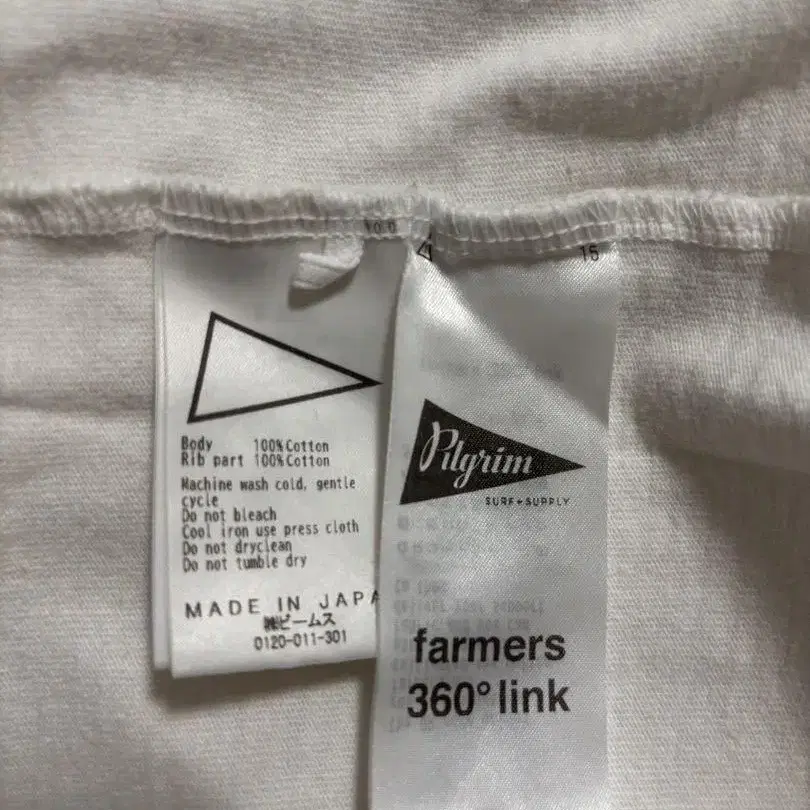 Body 100%Cotton
Rib part 100%Cotton
Machine wash cold, gentle
cycle
Do not bleach
Cool iron use press cloth
Do not dryclean
Do not tumble dry
MADE IN JAPA
㈱ビームス
0120-011-301
15
Pilgrim
SURF+SUPPLY
farmers
360° link